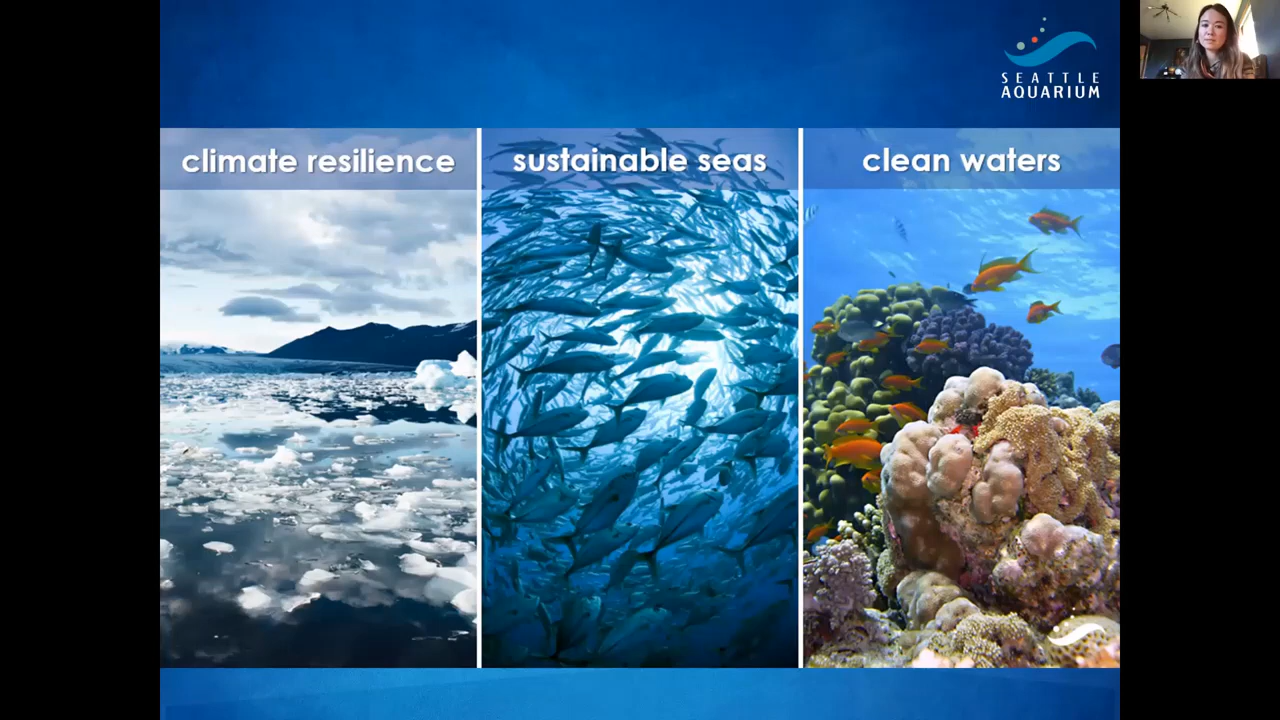 SEATTLE
AQUARIUM
climate resilience
sustainable seas
clean waters